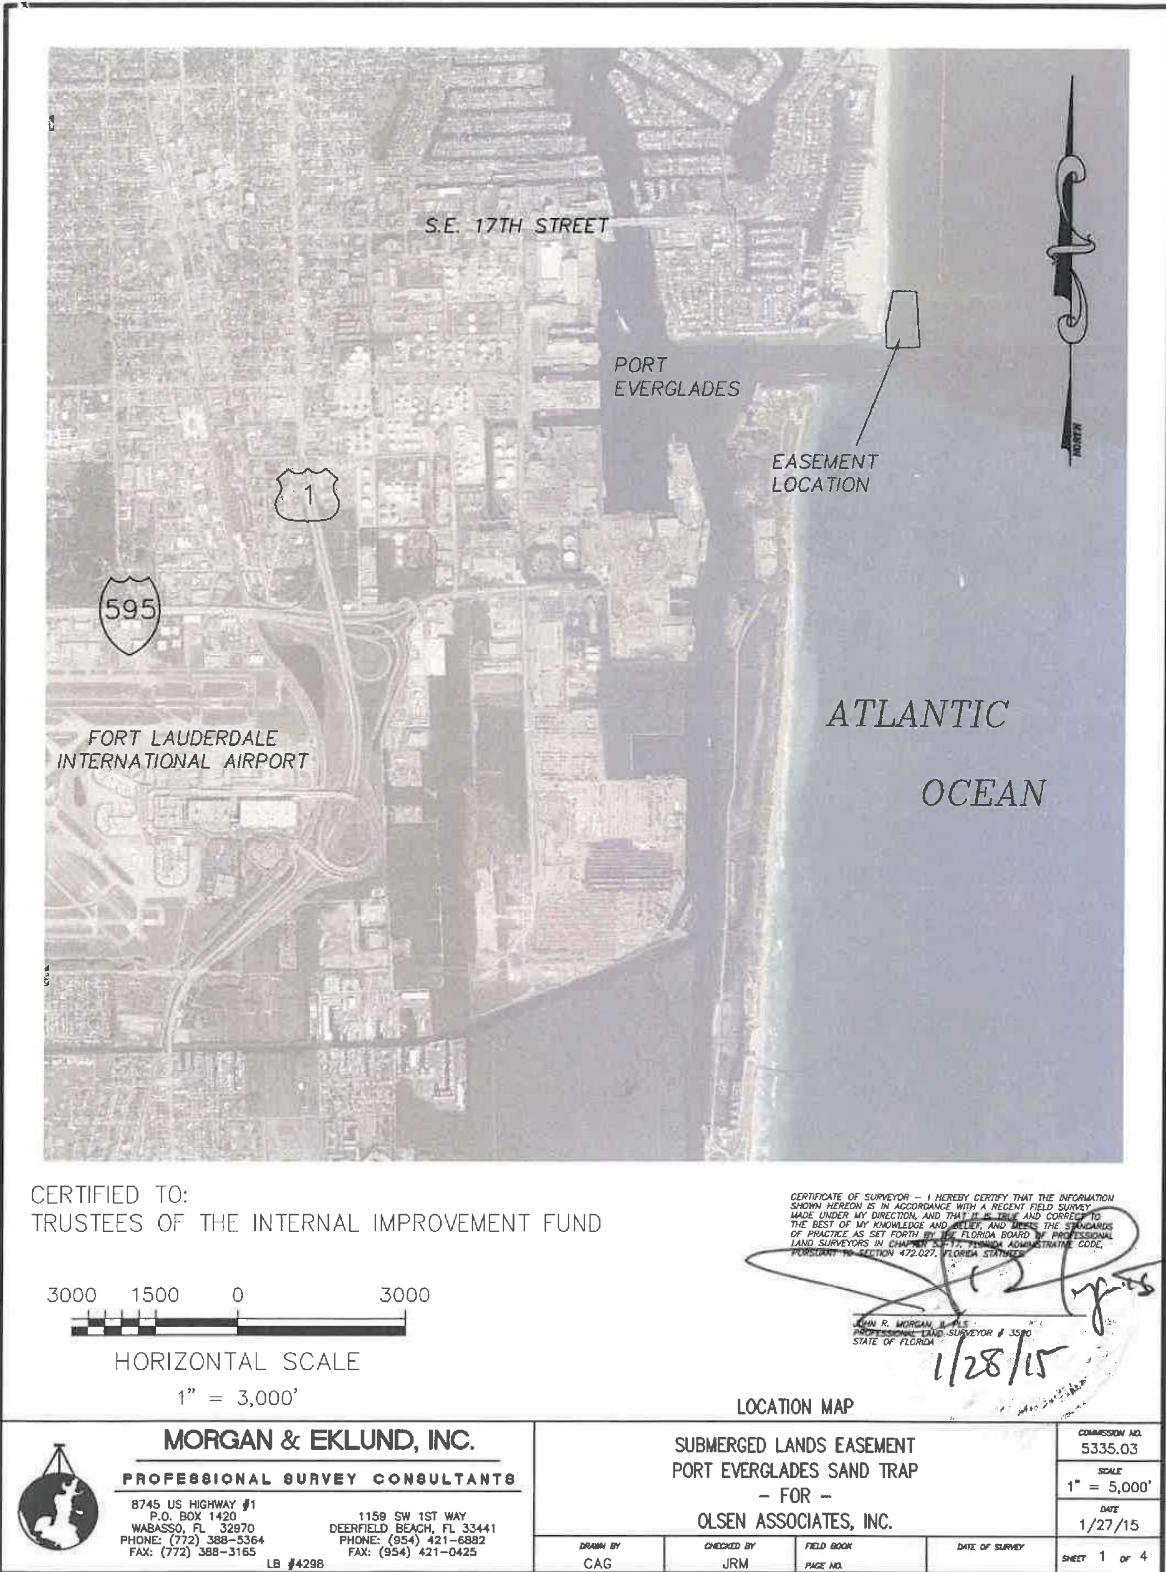 S.E. 17TH STREET
PORT
EVERGLADES
EASEMENT
LOCATION
NORTH
1
595
FORT LAUDERDALE
INTERNATIONAL AIRPORT
ATLANTIC
OCEAN
CERTIFIED TO:
TRUSTEES OF THE INTERNAL IMPROVEMENT FUND
3000 1500 0 3000
HORIZONTAL SCALE
1" = 3,000'
CERTIFICATE OF SURVEYOR – I HEREBY CERTIFY THAT THE INFORMATION
SHOWN HEREON IS IN ACCORDANCE WITH A RECENT FIELD SURVEY
MADE UNDER MY DIRECTION, AND THAT IT IS TRUE AND CORRECT TO
THE BEST OF MY KNOWLEDGE AND BELIEF, AND MEETS THE STANDARDS
OF PRACTICE AS SET FORTH BY THE FLORIDA BOARD OF PROFESSIONAL
LAND SURVEYORS IN CHAPTER FLORIDA ADMINISTRATIVE CODE,
PURSUANT TO SECTION 472.027, FLORIDA STATUTES
JOHN R. MORGAN, II, PLS
PROFESSIONAL LAND SURVEYOR #
STATE OF FLORIDA
1/28/15
LOCATION MAP
MORGAN & EKLUND, INC.
PROFESSIONAL SURVEY CONSULTANTS
8745 US HIGHWAY #1
P.O. BOX 1420
WABASSO, FL 32970
PHONE: (772) 388-5364
FAX: (772) 388-3165
1159 SW 1ST WAY
DEERFIELD BEACH, FL 33441
PHONE: (954) 421-6882
FAX: (954) 421-0425
LB #4298
SUBMERGED LANDS EASEMENT
PORT EVERGLADES SAND TRAP
– FOR –
OLSEN ASSOCIATES, INC.
DRAWN BY
CAG
CHECKED BY
JRM
FIELD BOOK
PAGE NO.
DATE OF SURVEY
COMMISSION NO.
5335.03
SCALE
1" = 5,000'
DATE
1/27/15
SHEET 1 OF 4